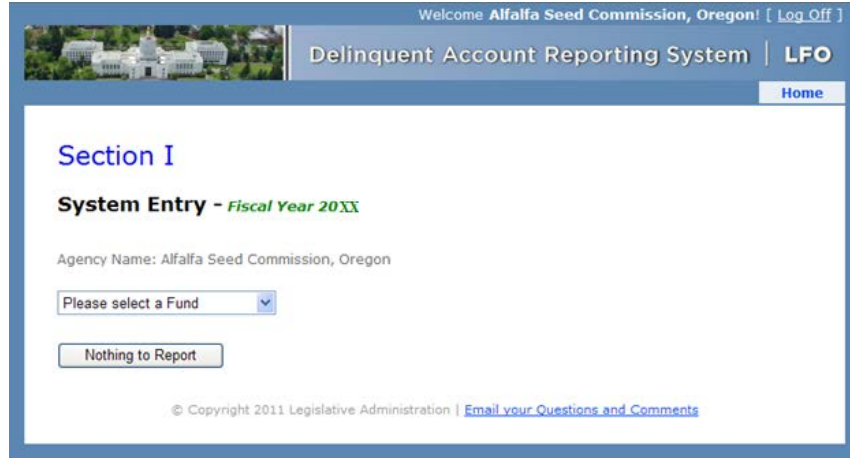 Welcome Alfalfa Seed Commission, Oregon! [ Log Off ]
Delinquent Account Reporting System | LFO
Home
Section I
System Entry - Fiscal Year 20XX
Agency Name: Alfalfa Seed Commission, Oregon
Please select a Fund
Nothing to Report
© Copyright 2011 Legislative Administration | Email your Questions and Comments